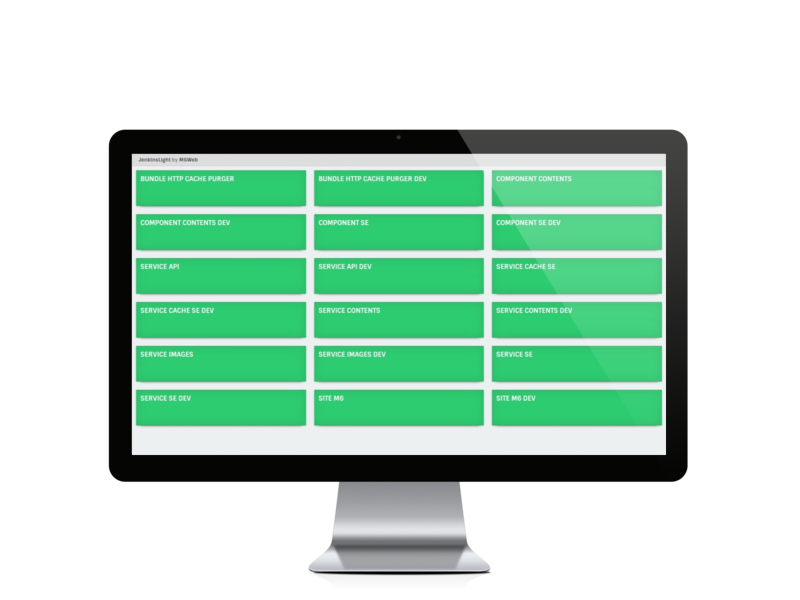 JenkinsLight by M6Web
BUNDLE HTTP CACHE PURGER
BUNDLE HTTP CACHE PURGER DEV
COMPONENT CONTENTS
COMPONENT CONTENTS DEV
COMPONENT SE
COMPONENT SE DEV
SERVICE API
SERVICE API DEV
SERVICE CACHE SE
SERVICE CACHE SE DEV
SERVICE CONTENTS
SERVICE CONTENTS DEV
SERVICE IMAGES
SERVICE IMAGES DEV
SERVICE SE
SERVICE SE DEV
SITE M6
SITE M6 DEV